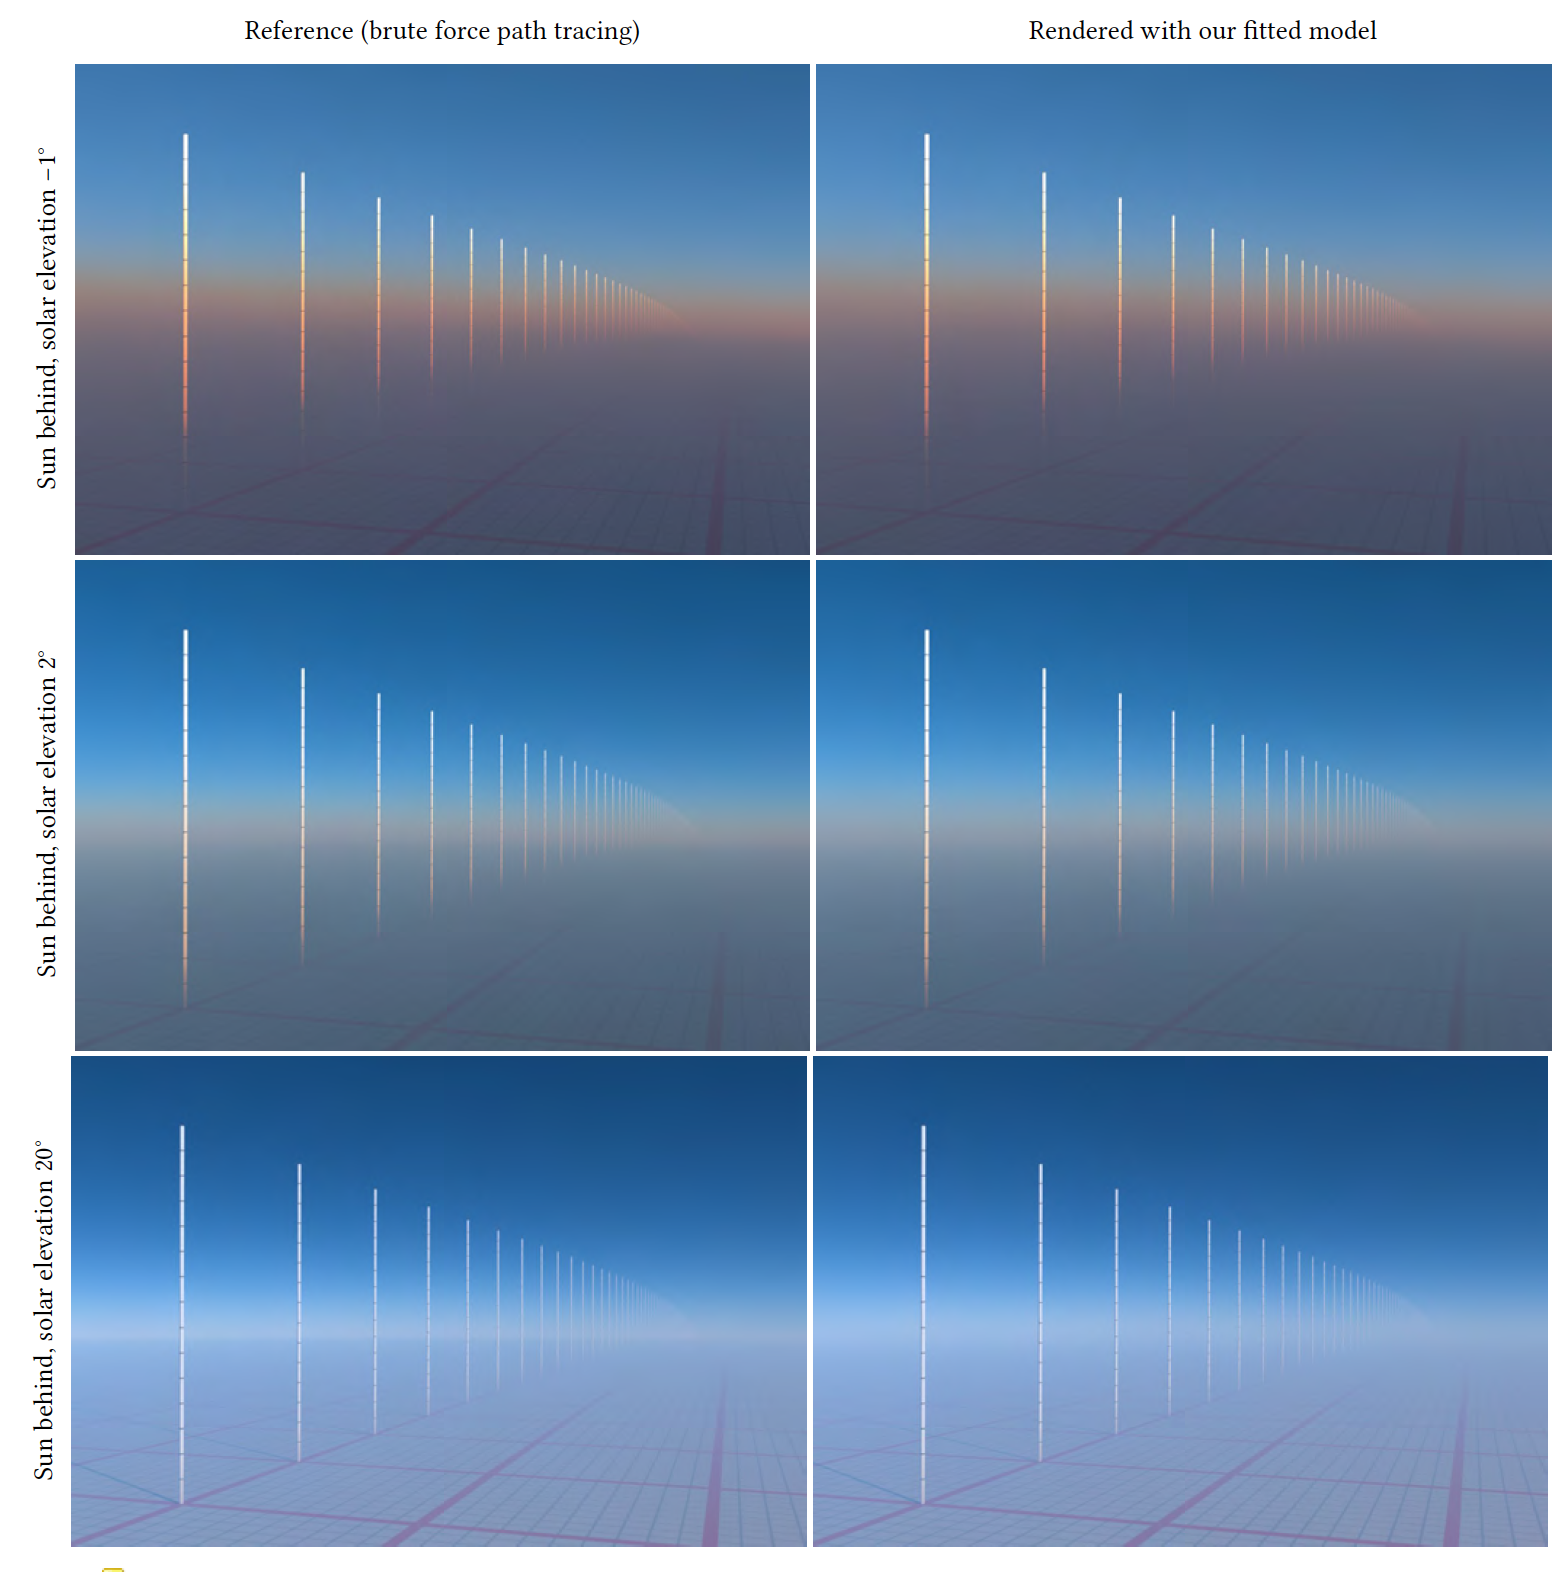 Reference (brute force path tracing)
Rendered with our fitted model
Sun behind, solar elevation −1°
Sun behind, solar elevation 2°
Sun behind, solar elevation 20°